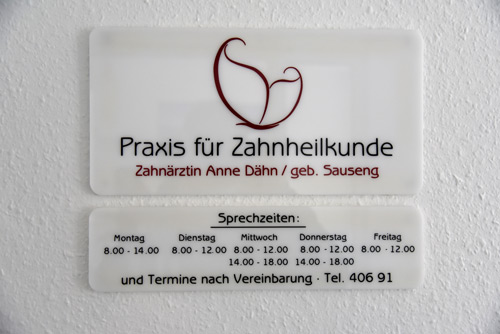 Praxis für Zahnheilkunde
Zahnärztin Anne Dähn / geb. Sauseng
Sprechzeiten:
Montag Dienstag Mittwoch Donnerstag Freitag
8.00 - 14.00 8.00 - 12.00 8.00 - 12.00 8.00 - 12.00 8.00 - 12.00
14.00 - 18.00 14.00 - 18.00
und Termine nach Vereinbarung · Tel. 406 91